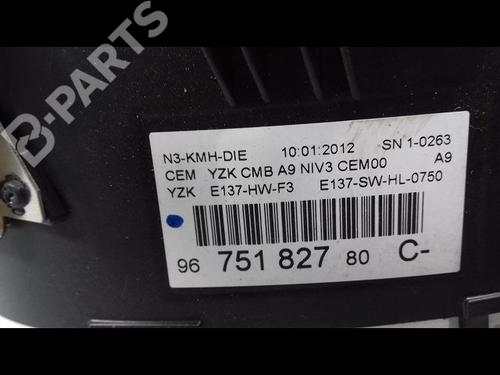 B-PARTS
N3-KMH-DIE 10:01:2012 SN 1-0263
CEM YZK CMB A9 NIV3 CEM00 A9
YZK E137-HW-F3 E137-SW-HL-0750
96 751 827 80 C-